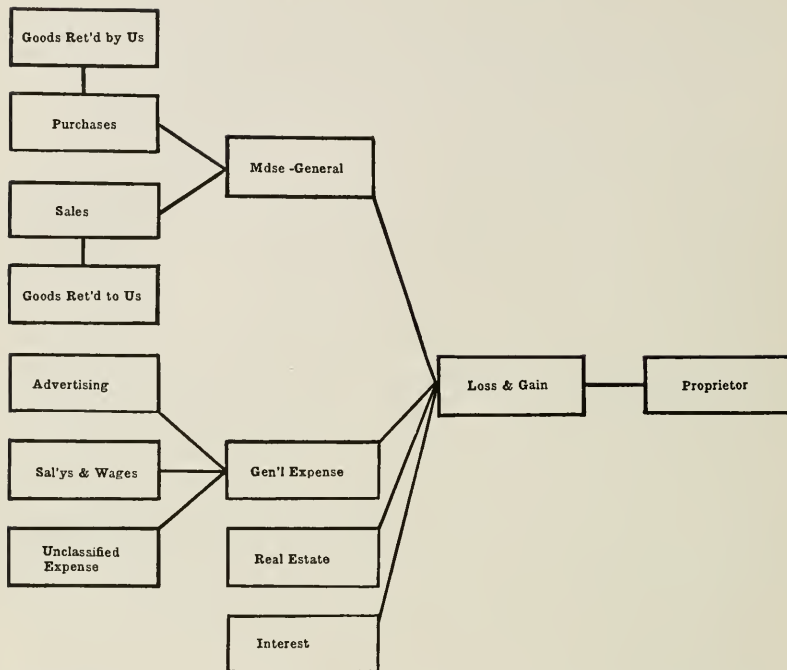 Goods Ret'd by Us
Purchases
Mdse -General
Sales
Goods Ret'd to Us
Advertising
Loss & Gain
Proprietor
Sal'ys & Wages
Gen'l Expense
Unclassified
Expense
Real Estate
Interest